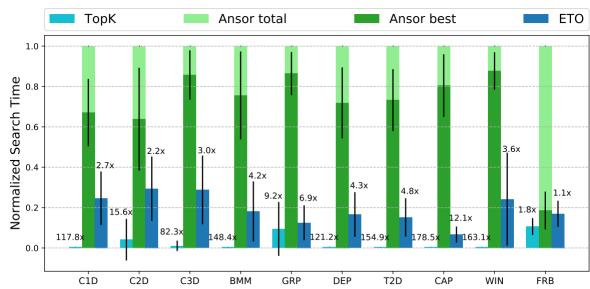 TopK Ansor total Ansor best ETO
Normalized Search Time
1.0
0.8
0.6
0.4
0.2
0.0
117.8x 2.7x
15.6x 2.2x
82.3x 3.0x
148.4x 4.2x
9.2x 6.9x
121.2x 4.3x
154.9x 4.8x
178.5x 12.1x
163.1x 3.6x
1.8x 1.1x
C1D C2D C3D BMM GRP DEP T2D CAP WIN FRB